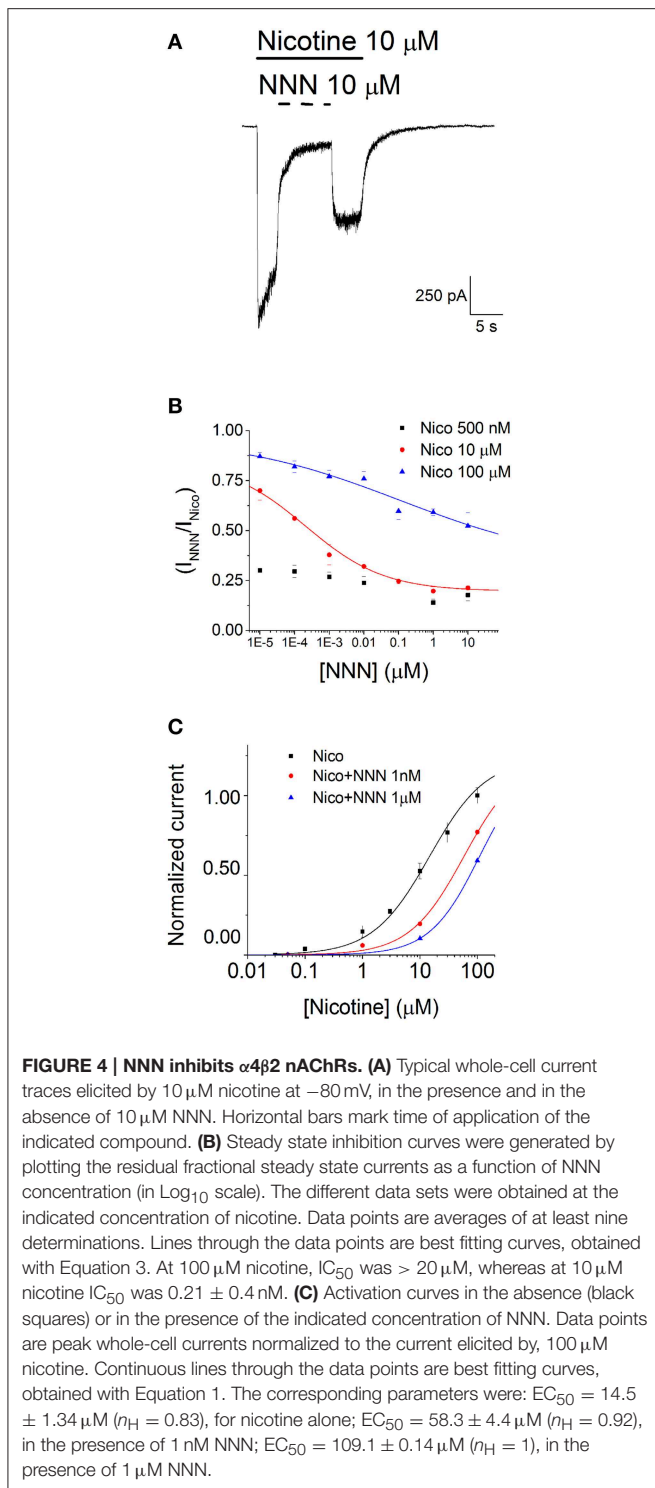 A
Nicotine 10 μM
NNN 10 μM
250 pA
5 s
B
(I_NNN/I_Nico)
1.00
0.75
0.50
0.25
0.00
Nico 500 nM
Nico 10 μM
Nico 100 μM
1E-5 1E-4 1E-3 0.01 0.1 1 10
[NNN] (μM)
C
Normalized current
1.00
0.50
0.00
Nico
Nico+NNN 1nM
Nico+NNN 1μM
0.01 0.1 1 10 100
[Nicotine] (μM)
FIGURE 4 | NNN inhibits α4β2 nAChRs. (A) Typical whole-cell current
traces elicited by 10 μM nicotine at −80 mV, in the presence and in the
absence of 10 μM NNN. Horizontal bars mark time of application of the
indicated compound. (B) Steady state inhibition curves were generated by
plotting the residual fractional steady state currents as a function of NNN
concentration (in Log10 scale). The different data sets were obtained at the
indicated concentration of nicotine. Data points are averages of at least nine
determinations. Lines through the data points are best fitting curves, obtained
with Equation 3. At 100 μM nicotine, IC50 was > 20 μM, whereas at 10 μM
nicotine IC50 was 0.21 ± 0.4 nM. (C) Activation curves in the absence (black
squares) or in the presence of the indicated concentration of NNN. Data points
are peak whole-cell currents normalized to the current elicited by, 100 μM
nicotine. Continuous lines through the data points are best fitting curves,
obtained with Equation 1. The corresponding parameters were: EC50 = 14.5
± 1.34 μM (nH = 0.83), for nicotine alone; EC50 = 58.3 ± 4.4 μM (nH = 0.92),
in the presence of 1 nM NNN; EC50 = 109.1 ± 0.14 μM (nH = 1), in the
presence of 1 μM NNN.